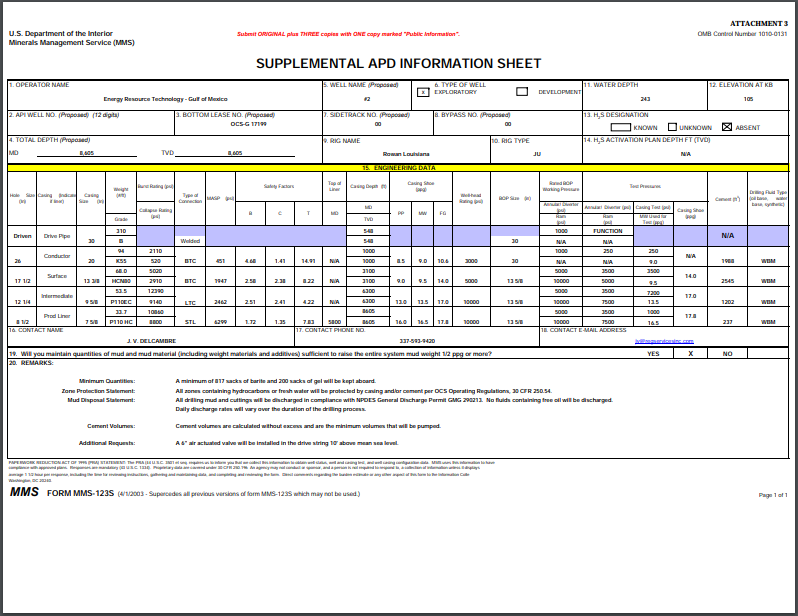 ATTACHMENT 3
U.S. Department of the Interior
Minerals Management Service (MMS)
Submit ORIGINAL plus THREE copies with ONE copy marked "Public Information".
OMB Control Number 1010-0131
SUPPLEMENTAL APD INFORMATION SHEET
1. OPERATOR NAME
Energy Resource Technology - Gulf of Mexico
5. WELL NAME (Proposed)
#2
6. TYPE OF WELL
X EXPLORATORY DEVELOPMENT
11. WATER DEPTH
243
12. ELEVATION AT KB
105
2. API WELL NO. (Proposed) (12 digits)
3. BOTTOM LEASE NO. (Proposed)
OCS-G 17199
7. SIDETRACK NO. (Proposed)
00
8. BYPASS NO. (Proposed)
00
13. H2S DESIGNATION
KNOWN UNKNOWN X ABSENT
4. TOTAL DEPTH (Proposed)
MD 8,605 TVD 8,605
9. RIG NAME
Rowan Louisiana
10. RIG TYPE
JU
14. H2S ACTIVATION PLAN DEPTH FT (TVD)
N/A
15. ENGINEERING DATA
Hole Size (in)
Casing (Indicate if liner)
Casing Size (in)
Weight (#/ft)
Grade
Burst Rating (psi)
Collapse Rating (psi)
Type of Connection
MASP (psi)
Safety Factors
B C T
Top of Liner
MD
Casing Depth (ft)
MD
TVD
Casing Shoe (ppg)
PP MW FG
Well-head Rating (psi)
BOP Size (in)
Rated BOP Working Pressure
Annular/ Diverter (psi)
Ram (psi)
Test Pressures
Annular/ Diverter (psi)
Ram (psi)
Casing Test (psi)
MW Used for Test (ppg)
Casing Shoe (ppg)
Cement (ft3)
Drilling Fluid Type (oil base, water base, synthetic)
Driven Drive Pipe 30 310 B Welded 548 548 30 1000 N/A FUNCTION N/A N/A
26 Conductor 20 94 K55 2110 520 BTC 451 4.68 1.41 14.91 N/A 1000 1000 8.5 9.0 10.6 3000 30 1000 N/A 250 N/A 250 9.0 N/A 1988 WBM
17 1/2 Surface 13 3/8 68.0 HCN80 5020 2910 BTC 1947 2.58 2.38 8.22 N/A 3100 3100 9.0 9.5 14.0 5000 13 5/8 5000 10000 3500 5000 3500 9.5 14.0 2545 WBM
12 1/4 Intermediate 9 5/8 53.5 P110EC 12390 9140 LTC 2462 2.51 2.41 4.22 N/A 6300 6300 13.0 13.5 17.0 10000 13 5/8 5000 10000 3500 7500 7200 13.5 17.0 1202 WBM
8 1/2 Prod Liner 7 5/8 33.7 P110 HC 10860 8800 STL 6299 1.72 1.35 7.83 5800 8605 8605 16.0 16.5 17.8 10000 13 5/8 5000 10000 3500 7500 1000 16.5 17.8 237 WBM
16. CONTACT NAME
J. V. DELCAMBRE
17. CONTACT PHONE NO.
337-593-9420
18. CONTACT E-MAIL ADDRESS
19. Will you maintain quantities of mud and mud material (including weight materials and additives) sufficient to raise the entire system mud weight 1/2 ppg or more? YES X NO
20. REMARKS:
Minimum Quantities: A minimum of 817 sacks of barite and 200 sacks of gel will be kept aboard.
Zone Protection Statement: All zones containing hydrocarbons or fresh water will be protected by casing and/or cement per OCS Operating Regulations, 30 CFR 250.54.
Mud Disposal Statement: All drilling mud and cuttings will be discharged in compliance with NPDES General Discharge Permit GMG 290213. No fluids containing free oil will be discharged.
Daily discharge rates will vary over the duration of the drilling process.
Cement Volumes: Cement volumes are calculated without excess and are the minimum volumes that will be pumped.
Additional Requests: A 6" air actuated valve will be installed in the drive string 10' above mean sea level.
Washington, DC 20240.
MMS FORM MMS-123S (4/1/2003 - Supercedes all previous versions of form MMS-123S which may not be used.)
Page 1 of 1